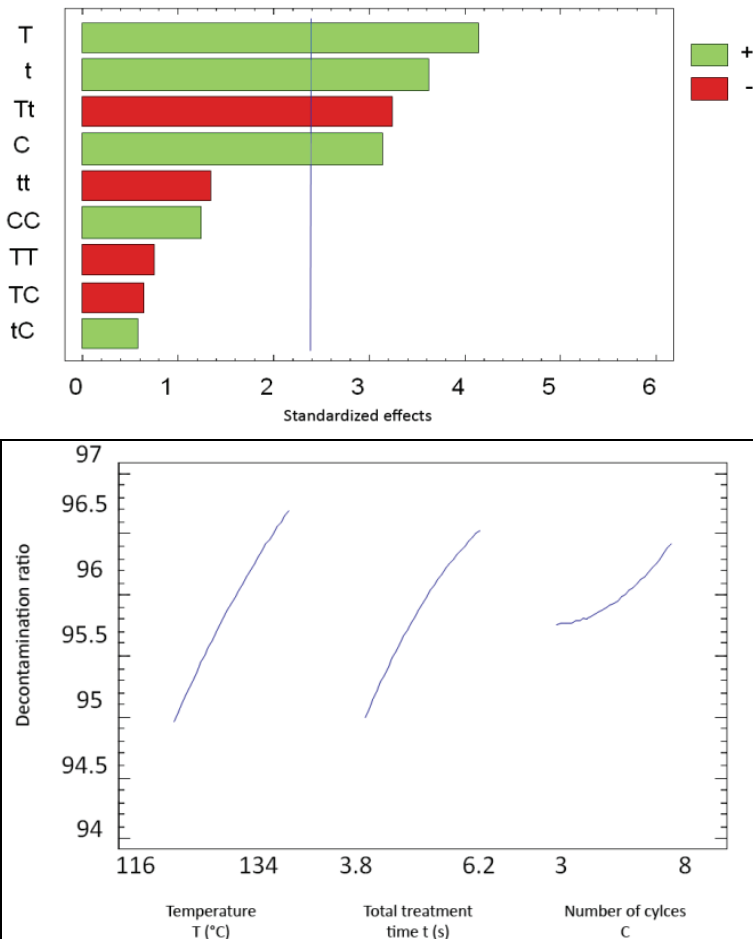 T
t
Tt
C
tt
CC
TT
TC
tC
+
-
0 1 2 3 4 5 6
Standardized effects
97
96.5
96
95.5
95
94.5
94
Decontamination ratio
116 134 3.8 6.2 3 8
Temperature Total treatment Number of cylces
T (°C) time t (s) C